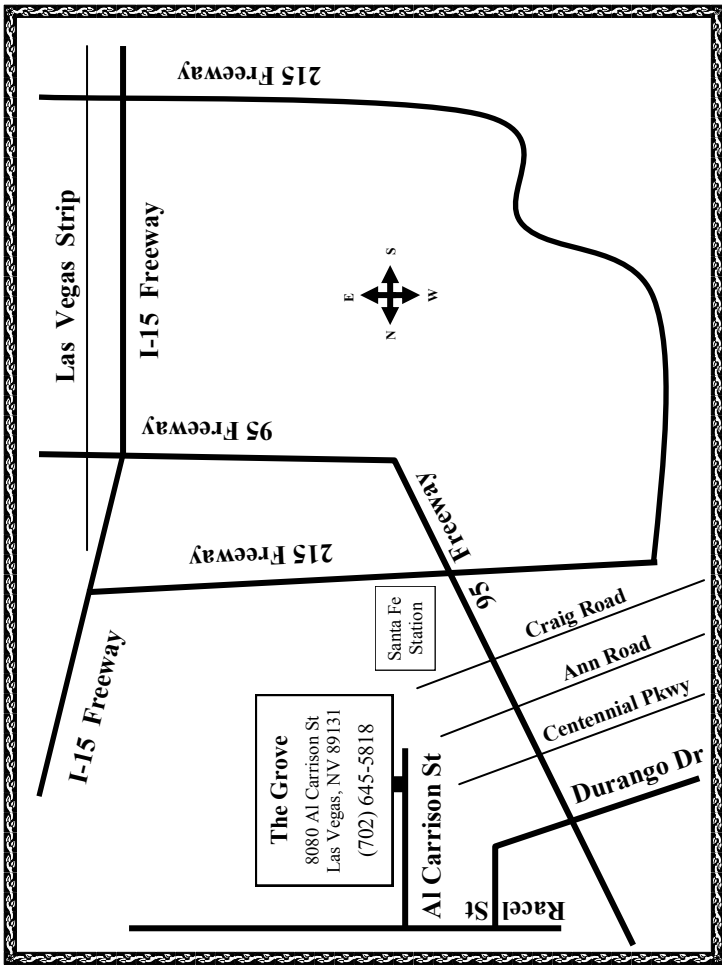 215 Freeway
Las Vegas Strip
I-15 Freeway
E
S
N
W
95 Freeway
215 Freeway
95 Freeway
I-15 Freeway
Santa Fe
Station
Craig Road
Ann Road
Centennial Pkwy
Durango Dr
The Grove
8080 Al Carrison St
Las Vegas, NV 89131
(702) 645-5818
Al Carrison St
Racel St